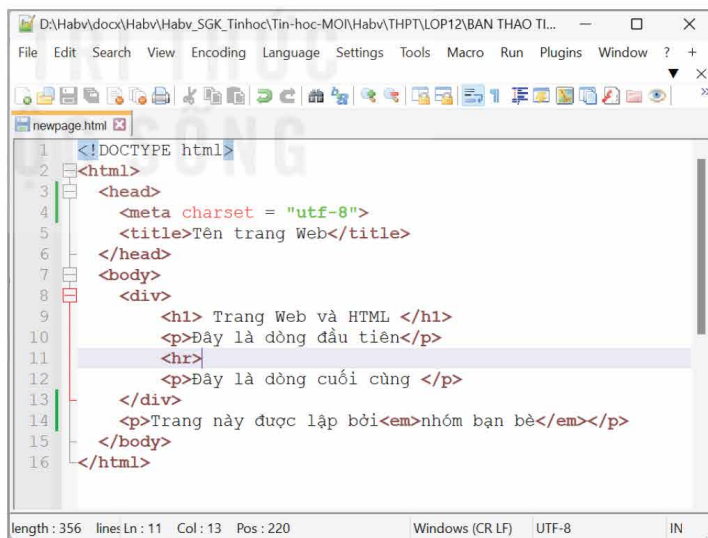 D:\Habv\docx\Habv\Habv_SGK_Tinhoc\Tin-hoc-MOI\Habv\THPT\LOP12\BAN THAO TI...
File Edit Search View Encoding Language Settings Tools Macro Run Plugins Window ? +
TRI THỨC
newpage.html
SỐNG
1 <!DOCTYPE html>
2 <html>
3 <head>
4 <meta charset = "utf-8">
5 <title>Tên trang Web</title>
6 </head>
7 <body>
8 <div>
9 <h1> Trang Web và HTML </h1>
10 <p>Đây là dòng đầu tiên</p>
11 <hr>
12 <p>Đây là dòng cuối cùng </p>
13 </div>
14 <p>Trang này được lập bởi<em>nhóm bạn bè</em></p>
15 </body>
16 </html>
length : 356 lines Ln : 11 Col : 13 Pos : 220 Windows (CR LF) UTF-8 IN